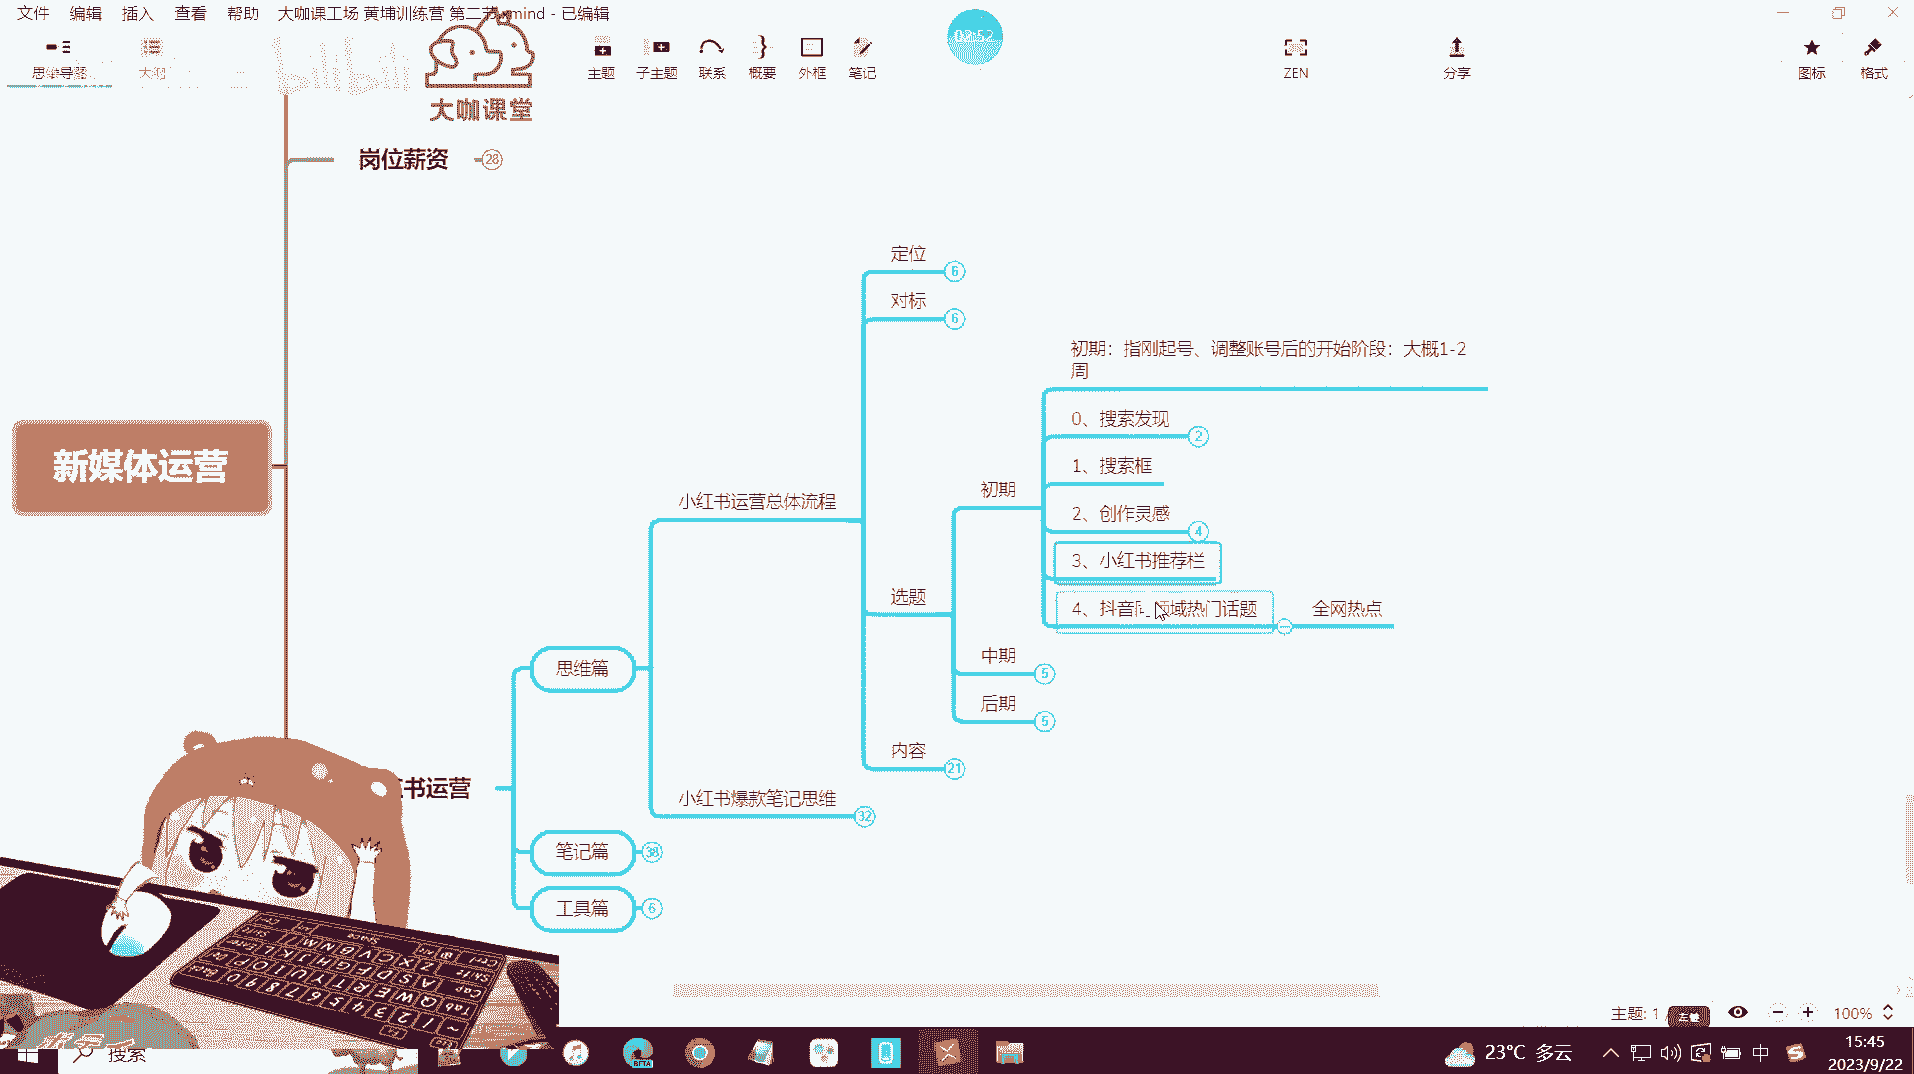 文件 编辑 插入 查看 帮助 大咖课工场 黄埔训练营 第二节.xmind - 已编辑
思维导图 大纲
主题 子主题 联系 概要 外框 笔记
ZEN
分享
图标 格式
bilibili
大咖课堂
岗位薪资 28
定位 6
对标 6
初期：指刚起号、调整账号后的开始阶段：大概1-2
周
0、搜索发现 2
1、搜索框
新媒体运营
初期
小红书运营总体流程
2、创作灵感 4
3、小红书推荐栏
选题
4、抖音同领域热门话题
全网热点
中期 5
思维篇
后期 5
内容 21
书运营
小红书爆款笔记思维 32
笔记篇 38
工具篇 6
主题: 1
100%
搜索
BETA
23°C 多云
中
15:45
2023/9/22